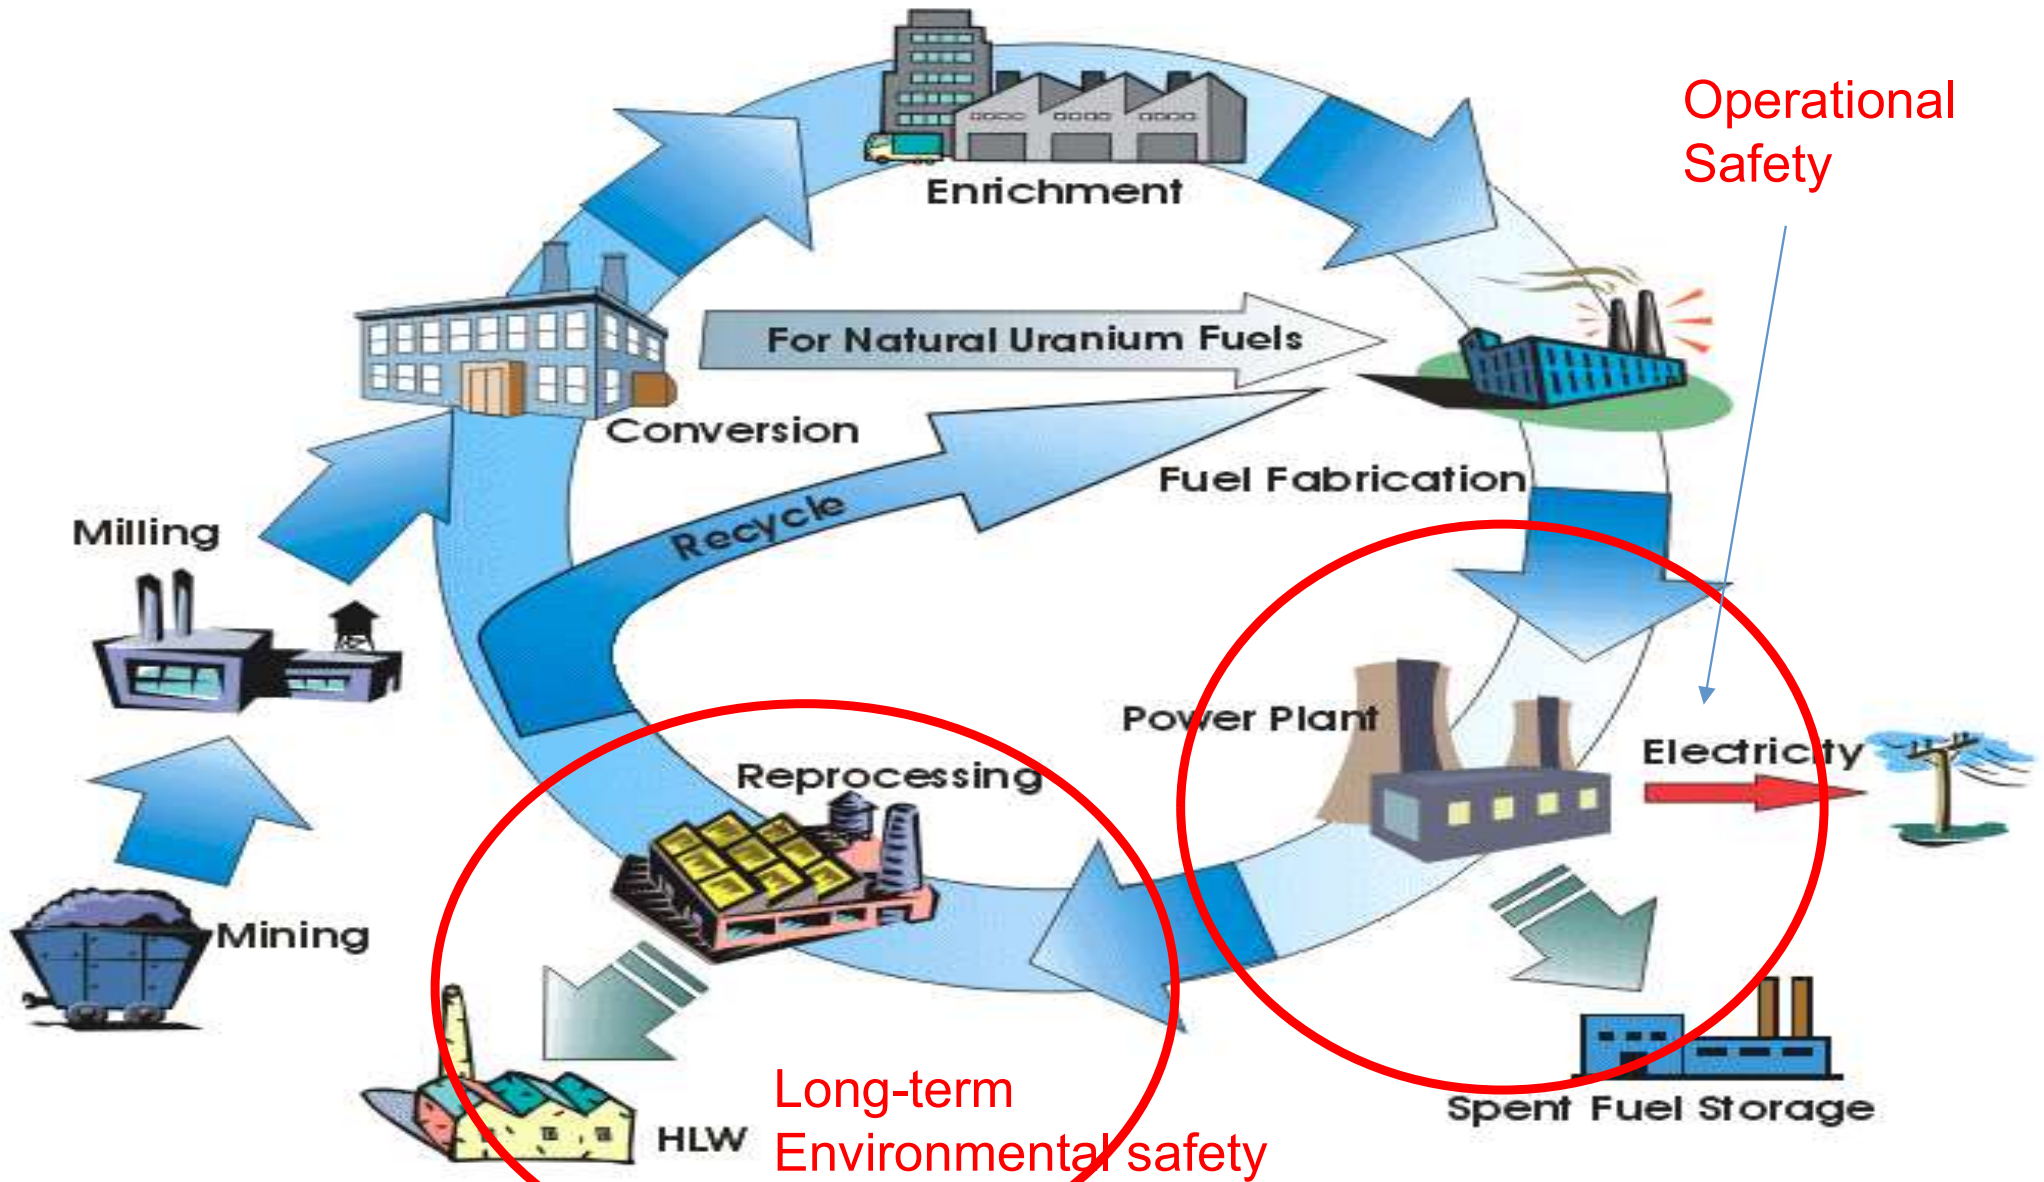 Operational
Safety
Enrichment
For Natural Uranium Fuels
Conversion
Fuel Fabrication
Recycle
Milling
Power Plant
Electricity
Reprocessing
Mining
Spent Fuel Storage
HLW
Long-term
Environmental safety